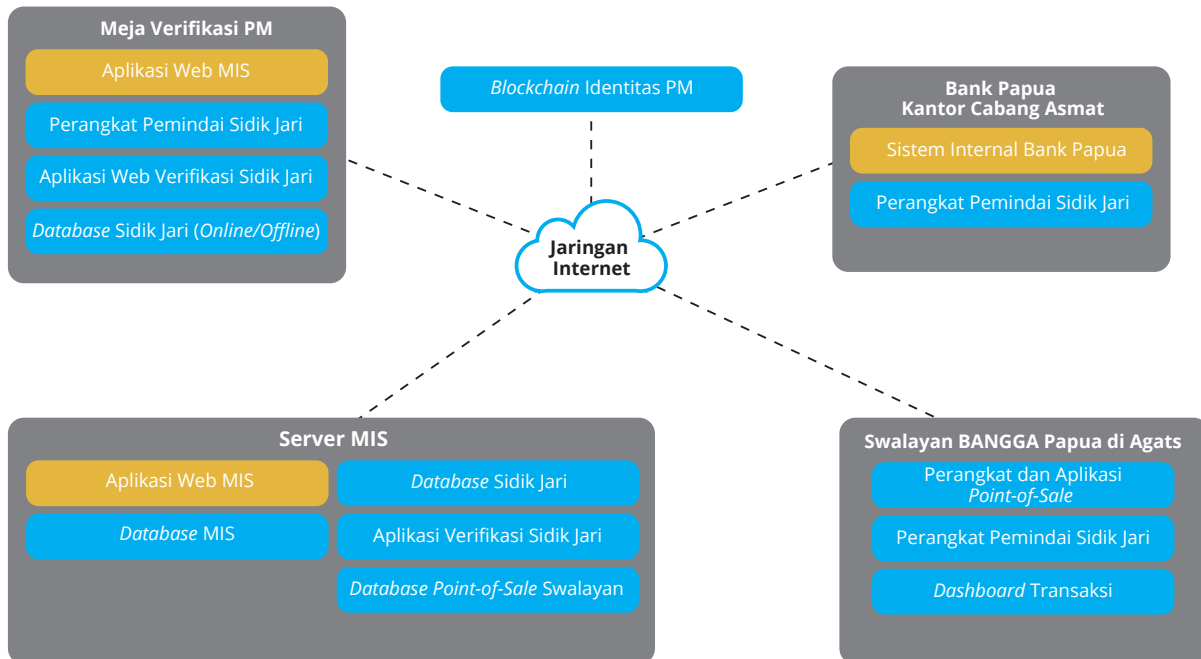 Meja Verifikasi PM
Aplikasi Web MIS
Perangkat Pemindai Sidik Jari
Aplikasi Web Verifikasi Sidik Jari
Database Sidik Jari (Online/Offline)
Blockchain Identitas PM
Bank Papua
Kantor Cabang Asmat
Sistem Internal Bank Papua
Perangkat Pemindai Sidik Jari
Jaringan
Internet
Server MIS
Aplikasi Web MIS
Database MIS
Database Sidik Jari
Aplikasi Verifikasi Sidik Jari
Database Point-of-Sale Swalayan
Swalayan BANGGA Papua di Agats
Perangkat dan Aplikasi
Point-of-Sale
Perangkat Pemindai Sidik Jari
Dashboard Transaksi